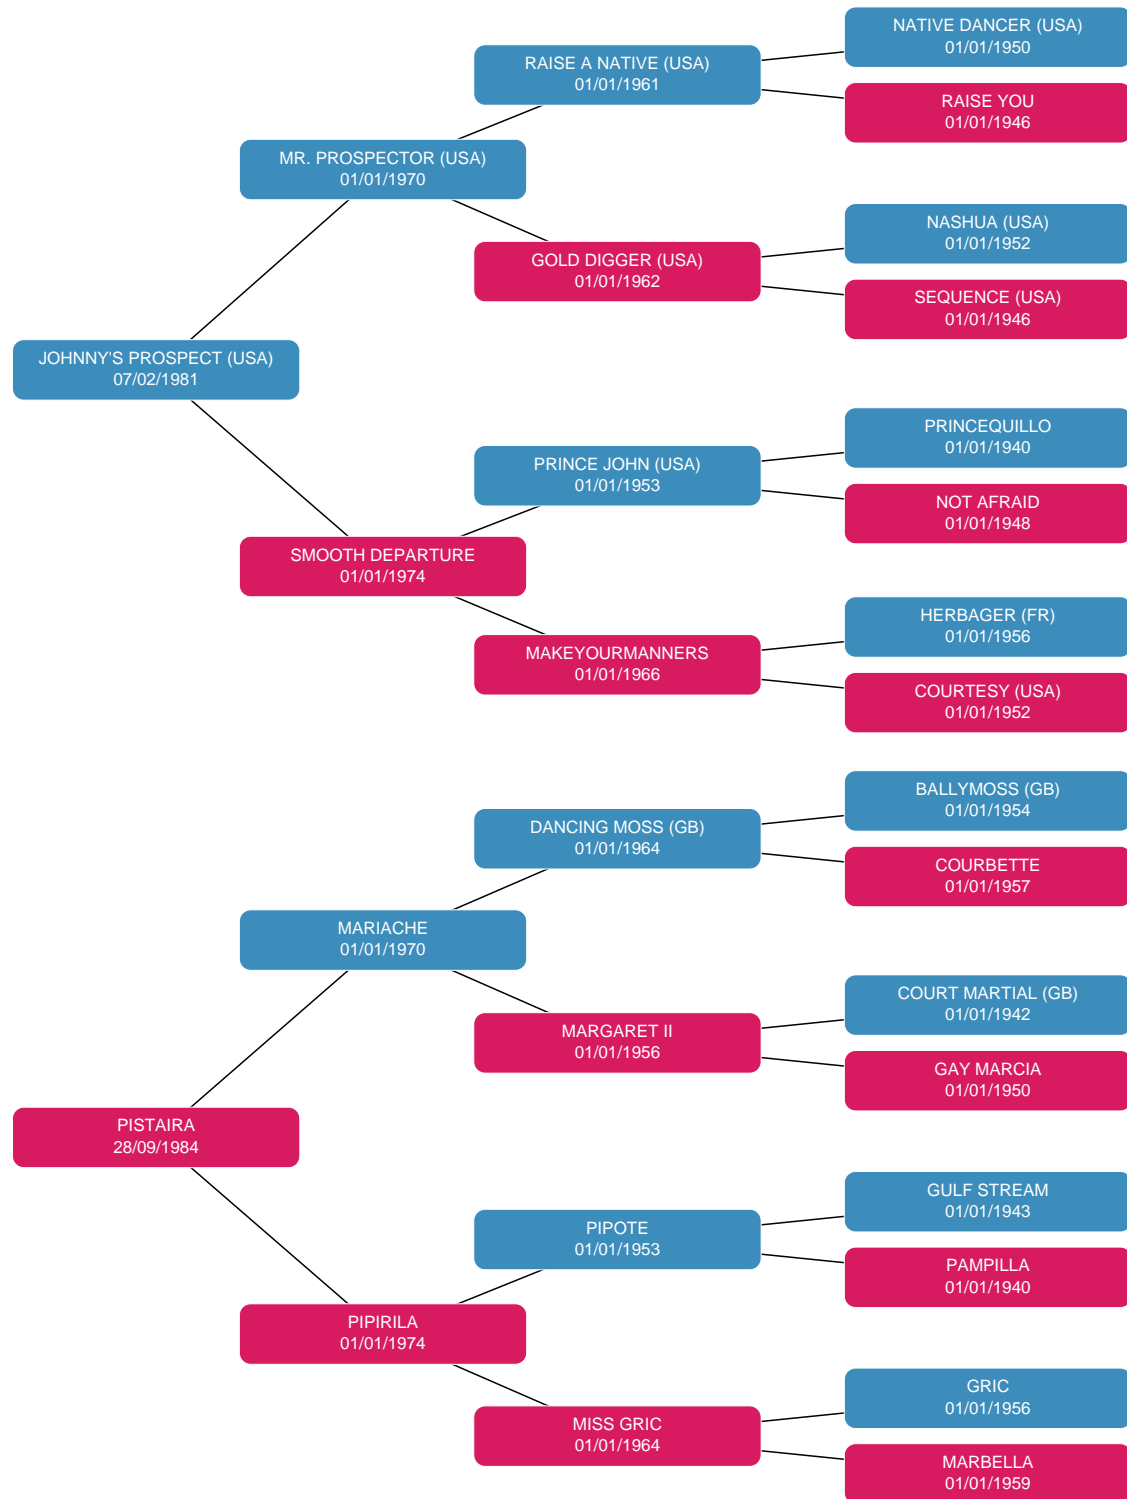 NATIVE DANCER (USA)
01/01/1950
RAISE A NATIVE (USA)
01/01/1961
RAISE YOU
01/01/1946
MR. PROSPECTOR (USA)
01/01/1970
NASHUA (USA)
01/01/1952
GOLD DIGGER (USA)
01/01/1962
SEQUENCE (USA)
01/01/1946
JOHNNY'S PROSPECT (USA)
07/02/1981
PRINCEQUILLO
01/01/1940
PRINCE JOHN (USA)
01/01/1953
NOT AFRAID
01/01/1948
SMOOTH DEPARTURE
01/01/1974
HERBAGER (FR)
01/01/1956
MAKEYOURMANNERS
01/01/1966
COURTESY (USA)
01/01/1952
BALLYMOSS (GB)
01/01/1954
DANCING MOSS (GB)
01/01/1964
COURBETTE
01/01/1957
MARIACHE
01/01/1970
COURT MARTIAL (GB)
01/01/1942
MARGARET II
01/01/1956
GAY MARCIA
01/01/1950
PISTAIRA
28/09/1984
GULF STREAM
01/01/1943
PIPOTE
01/01/1953
PAMPILLA
01/01/1940
PIPIRILA
01/01/1974
GRIC
01/01/1956
MISS GRIC
01/01/1964
MARBELLA
01/01/1959